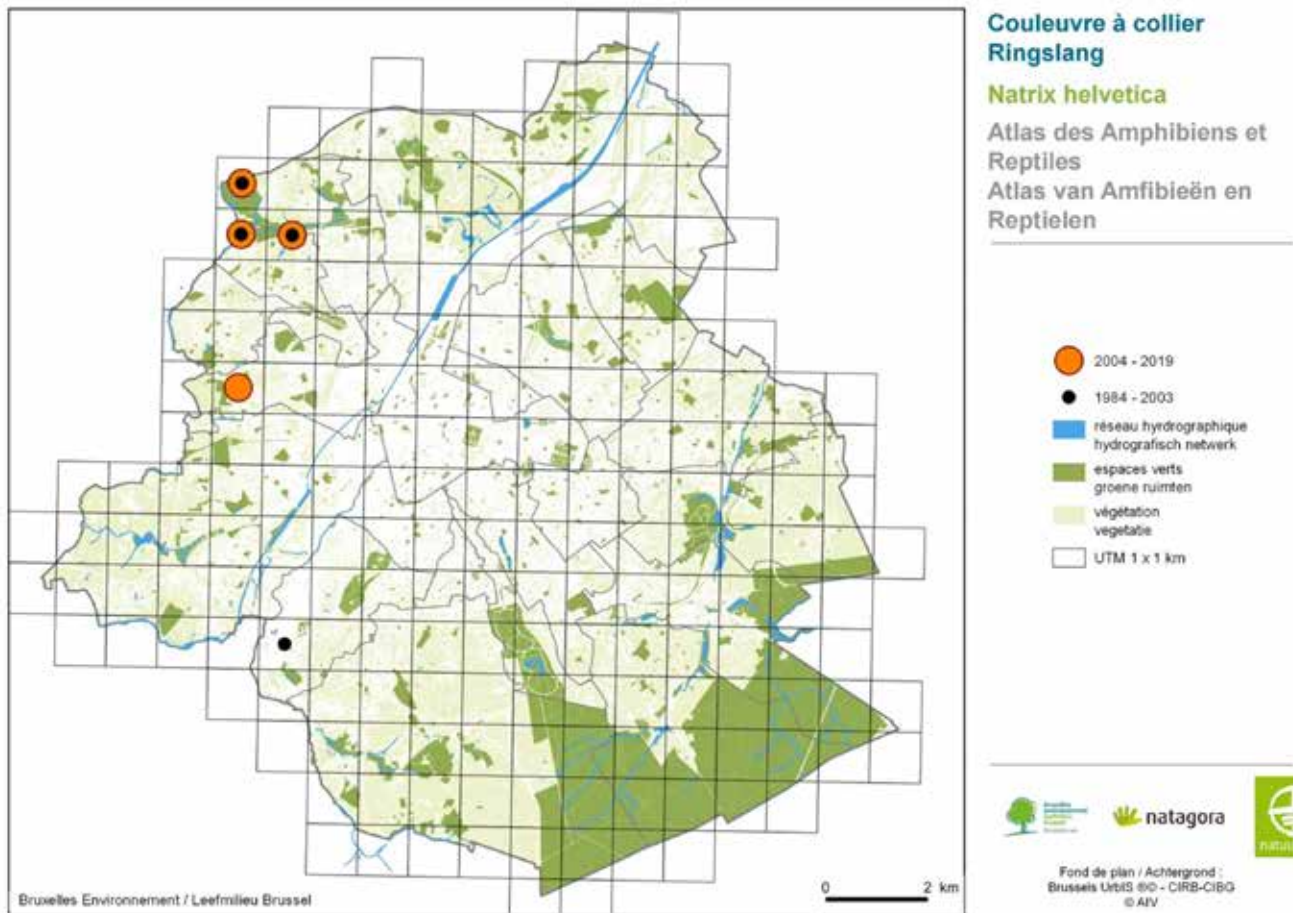 Couleuvre à collier
Ringslang
Natrix helvetica
Atlas des Amphibiens et
Reptiles
Atlas van Amfibieën en
Reptielen
2004 - 2019
1984 - 2003
réseau hyrdrographique
hydrografisch netwerk
espaces verts
groene ruimten
végétation
vegetatie
UTM 1 x 1 km
natagora
Fond de plan / Achtergrond :
Brussels UrbIS ®© - CIRB-CIBG
© AIV
Bruxelles Environnement / Leefmilieu Brussel
0 2 km